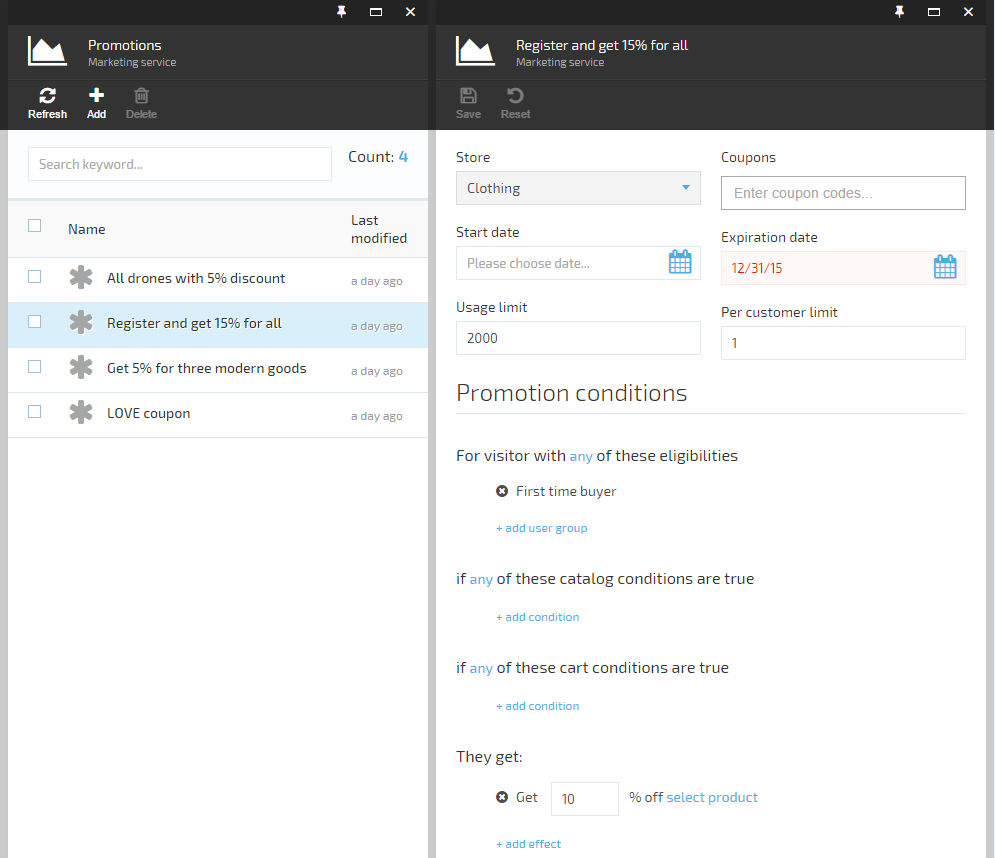 Promotions
Marketing service
Refresh Add Delete
Search keyword... Count: 4
Name Last modified
All drones with 5% discount a day ago
Register and get 15% for all a day ago
Get 5% for three modern goods a day ago
LOVE coupon a day ago
Register and get 15% for all
Marketing service
Save Reset
Store Coupons
Clothing Enter coupon codes...
Start date Expiration date
Please choose date... 12/31/15
Usage limit Per customer limit
2000 1
Promotion conditions
For visitor with any of these eligibilities
First time buyer
+ add user group
if any of these catalog conditions are true
+ add condition
if any of these cart conditions are true
+ add condition
They get:
Get 10 % off select product
+ add effect